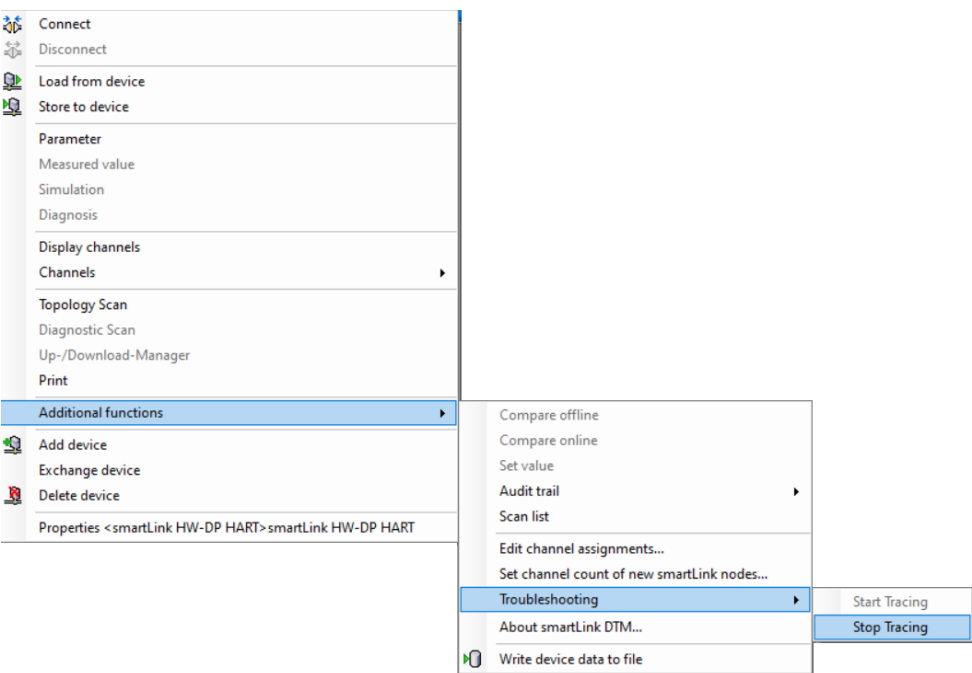 Connect
Disconnect
Load from device
Store to device
Parameter
Measured value
Simulation
Diagnosis
Display channels
Channels
Topology Scan
Diagnostic Scan
Up-/Download-Manager
Print
Additional functions
Add device
Exchange device
Delete device
Properties <smartLink HW-DP HART>smartLink HW-DP HART
Compare offline
Compare online
Set value
Audit trail
Scan list
Edit channel assignments...
Set channel count of new smartLink nodes...
Troubleshooting
About smartLink DTM...
Write device data to file
Start Tracing
Stop Tracing